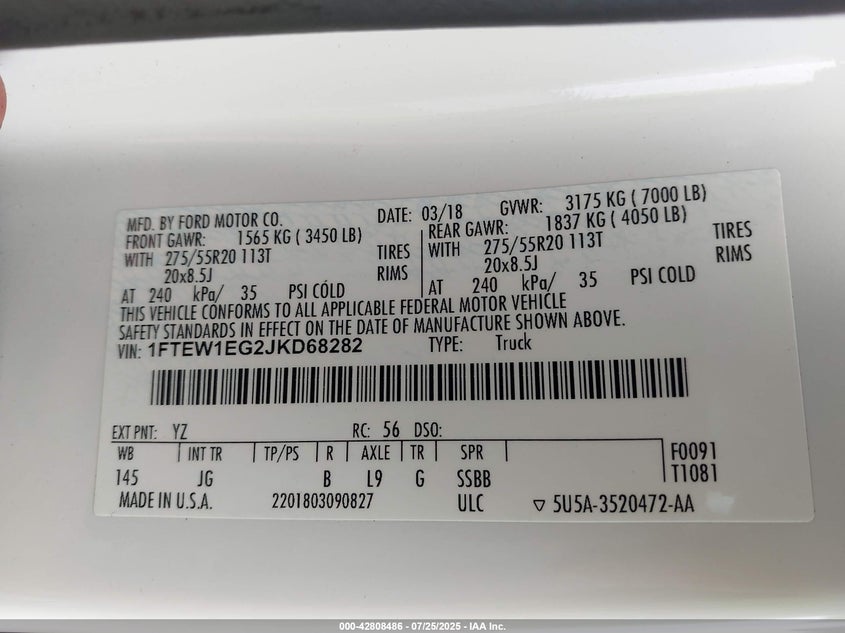 MFD. BY FORD MOTOR CO. DATE: 03/18 GVWR: 3175 KG ( 7000 LB)
FRONT GAWR: 1565 KG ( 3450 LB) REAR GAWR: 1837 KG ( 4050 LB)
WITH 275/55R20 113T TIRES WITH 275/55R20 113T TIRES
20x8.5J RIMS 20x8.5J RIMS
AT 240 kPa/ 35 PSI COLD AT 240 kPa/ 35 PSI COLD
THIS VEHICLE CONFORMS TO ALL APPLICABLE FEDERAL MOTOR VEHICLE
SAFETY STANDARDS IN EFFECT ON THE DATE OF MANUFACTURE SHOWN ABOVE.
VIN: 1FTEW1EG2JKD68282 TYPE: Truck
EXT PNT: YZ RC: 56 DSO:
WB INT TR TP/PS R AXLE TR SPR F0091
145 JG B L9 G SSBB T1081
MADE IN U.S.A. 2201803090827 ULC ▽ 5U5A-3520472-AA
000-42808486 - 07/25/2025 - IAA Inc.